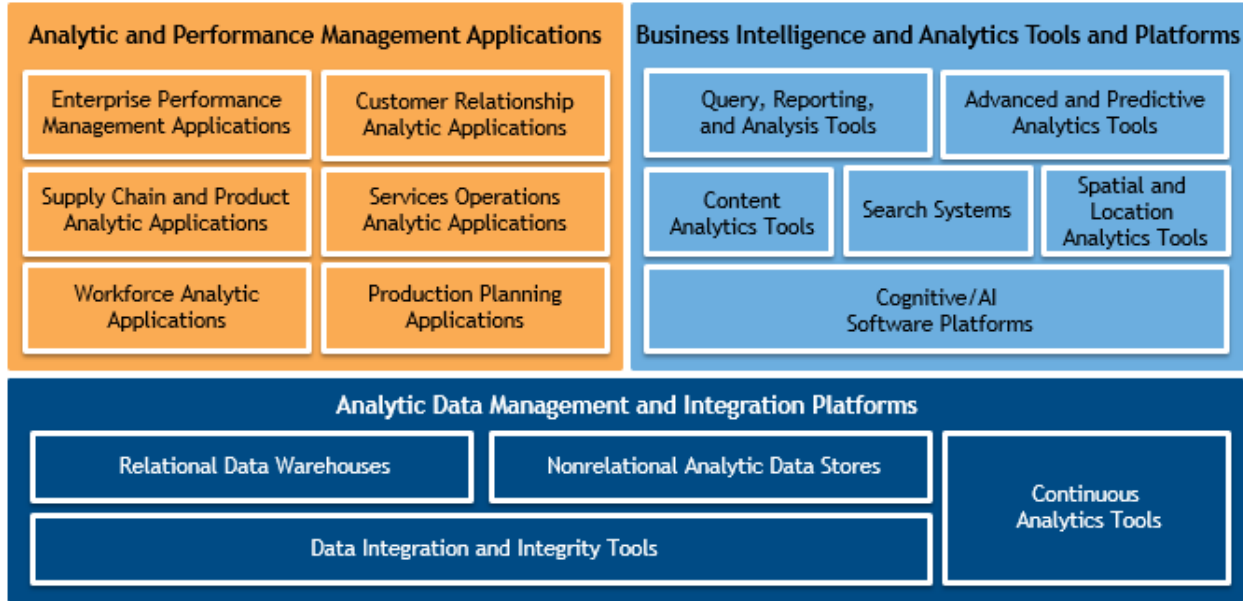 Analytic and Performance Management Applications
Enterprise Performance
Management Applications
Customer Relationship
Analytic Applications
Supply Chain and Product
Analytic Applications
Services Operations
Analytic Applications
Workforce Analytic
Applications
Production Planning
Applications
Business Intelligence and Analytics Tools and Platforms
Query, Reporting,
and Analysis Tools
Advanced and Predictive
Analytics Tools
Content
Analytics Tools
Search Systems
Spatial and
Location
Analytics Tools
Cognitive/AI
Software Platforms
Analytic Data Management and Integration Platforms
Relational Data Warehouses
Nonrelational Analytic Data Stores
Data Integration and Integrity Tools
Continuous
Analytics Tools